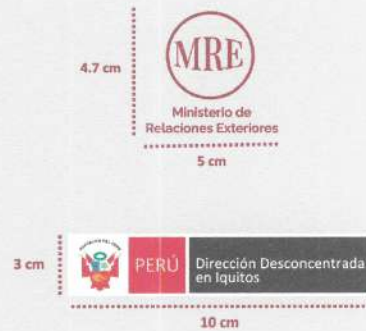 4.7 cm
MRE
Ministerio de
Relaciones Exteriores
5 cm
3 cm
PERÚ
Dirección Desconcentrada
en Iquitos
10 cm